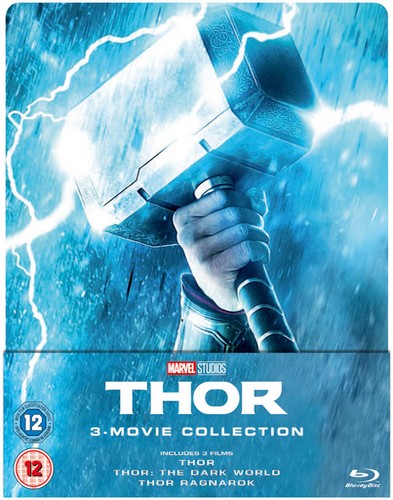 MARVEL STUDIOS
THOR
3-MOVIE COLLECTION
INCLUDES 3 FILMS
THOR
THOR: THE DARK WORLD
THOR RAGNAROK
12
12
Blu-ray Disc